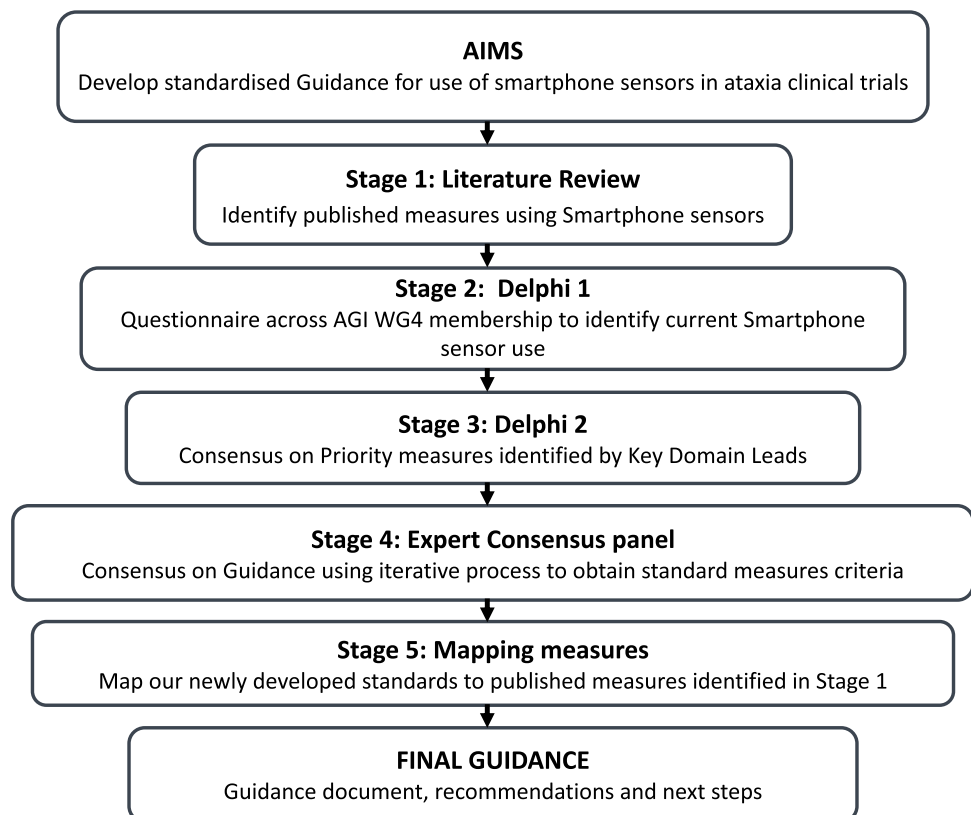 AIMS
Develop standardised Guidance for use of smartphone sensors in ataxia clinical trials
Stage 1: Literature Review
Identify published measures using Smartphone sensors
Stage 2:  Delphi 1
Questionnaire across AGI WG4 membership to identify current Smartphone
sensor use
Stage 3: Delphi 2
Consensus on Priority measures identified by Key Domain Leads
Stage 4: Expert Consensus panel
Consensus on Guidance using iterative process to obtain standard measures criteria
Stage 5: Mapping measures
Map our newly developed standards to published measures identified in Stage 1
FINAL GUIDANCE
Guidance document, recommendations and next steps